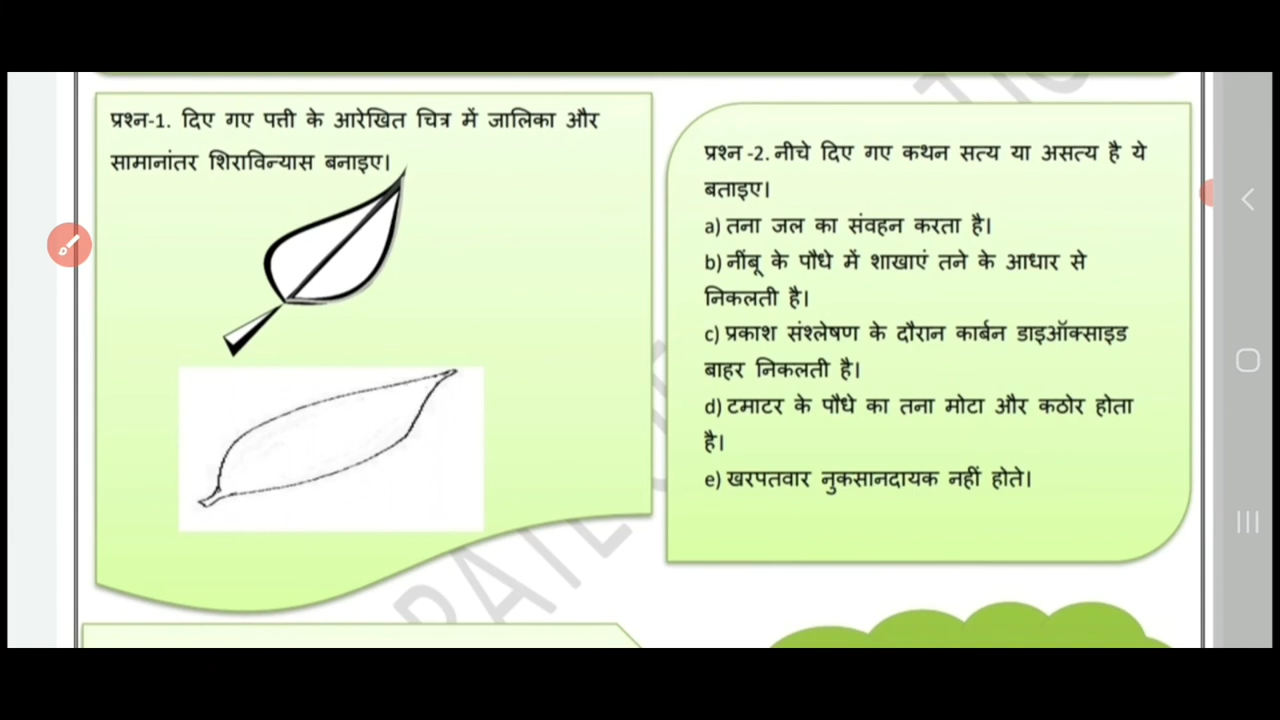 प्रश्न-1. दिए गए पत्ती के आरेखित चित्र में जालिका और
सामानांतर शिराविन्यास बनाइए।
प्रश्न -2. नीचे दिए गए कथन सत्य या असत्य है ये
बताइए।
a) तना जल का संवहन करता है।
b) नींबू के पौधे में शाखाएं तने के आधार से
निकलती है।
c) प्रकाश संश्लेषण के दौरान कार्बन डाइऑक्साइड
बाहर निकलती है।
d) टमाटर के पौधे का तना मोटा और कठोर होता
है।
e) खरपतवार नुकसानदायक नहीं होते।